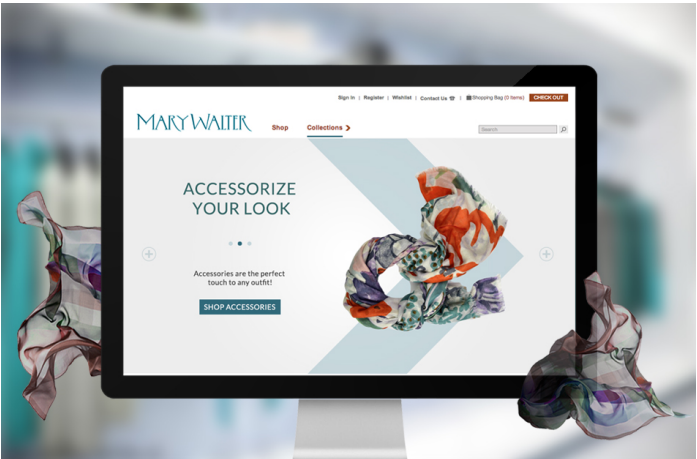 Sign In | Register | Wishlist | Contact Us | Shopping Bag (0 Items) CHECK OUT
MARY WALTER
Shop Collections
Search
ACCESSORIZE
YOUR LOOK
Accessories are the perfect
touch to any outfit!
SHOP ACCESSORIES